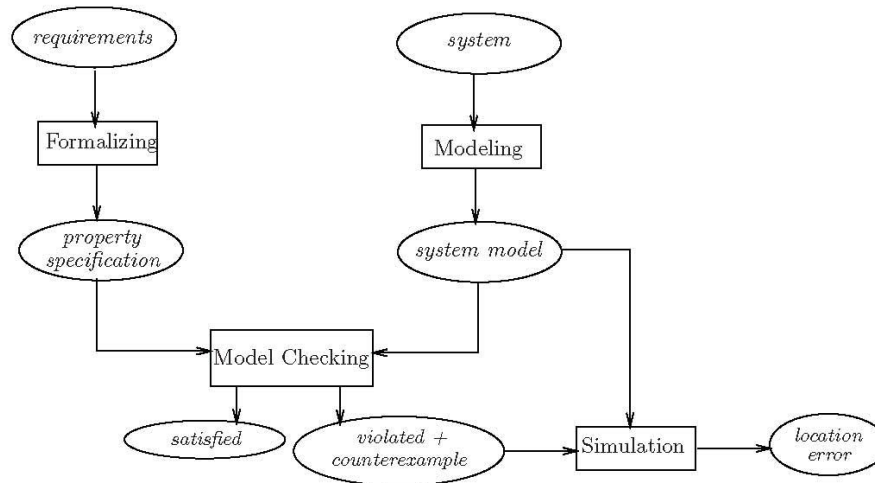 requirements
system
Formalizing
Modeling
property
specification
system model
Model Checking
satisfied
violated +
counterexample
Simulation
location
error